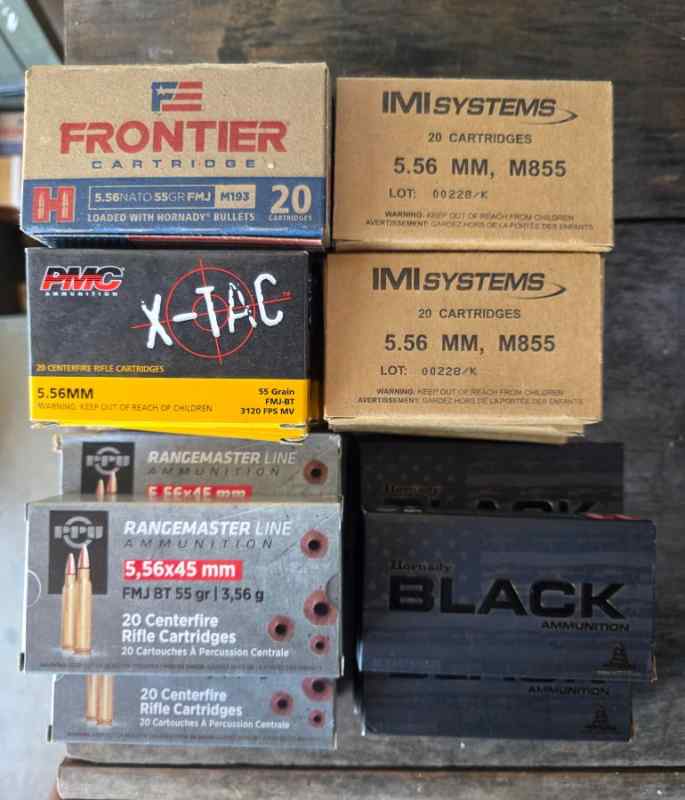 FRONTIER
CARTRIDGE
H
5.56 NATO 55GR FMJ M193
LOADED WITH HORNADY® BULLETS
20
CARTRIDGES
IMI SYSTEMS
20 CARTRIDGES
5.56 MM, M855
LOT: 00228/K
WARNING: KEEP OUT OF REACH FROM CHILDREN
AVERTISSEMENT: GARDEZ HORS DE LA PORTÉE DES ENFANTS
PMC
AMMUNITION
X-TAC
20 CENTERFIRE RIFLE CARTRIDGES
5.56MM
WARNING: KEEP OUT OF REACH OF CHILDREN
55 Grain
FMJ-BT
3120 FPS MV
IMI SYSTEMS
20 CARTRIDGES
5.56 MM, M855
LOT: 00228/K
WARNING: KEEP OUT OF REACH FROM CHILDREN
AVERTISSEMENT: GARDEZ HORS DE LA PORTÉE DES ENFANTS
PPU
RANGEMASTER LINE
AMMUNITION
5,56x45 mm
PPU
RANGEMASTER LINE
AMMUNITION
5,56x45 mm
FMJ BT 55 gr | 3,56 g
20 Centerfire
Rifle Cartridges
20 Cartouches À Percussion Centrale
20 Centerfire
Rifle Cartridges
20 Cartouches À Percussion Centrale
Hornady
BLACK
Hornady
BLACK
AMMUNITION
BLACK
AMMUNITION